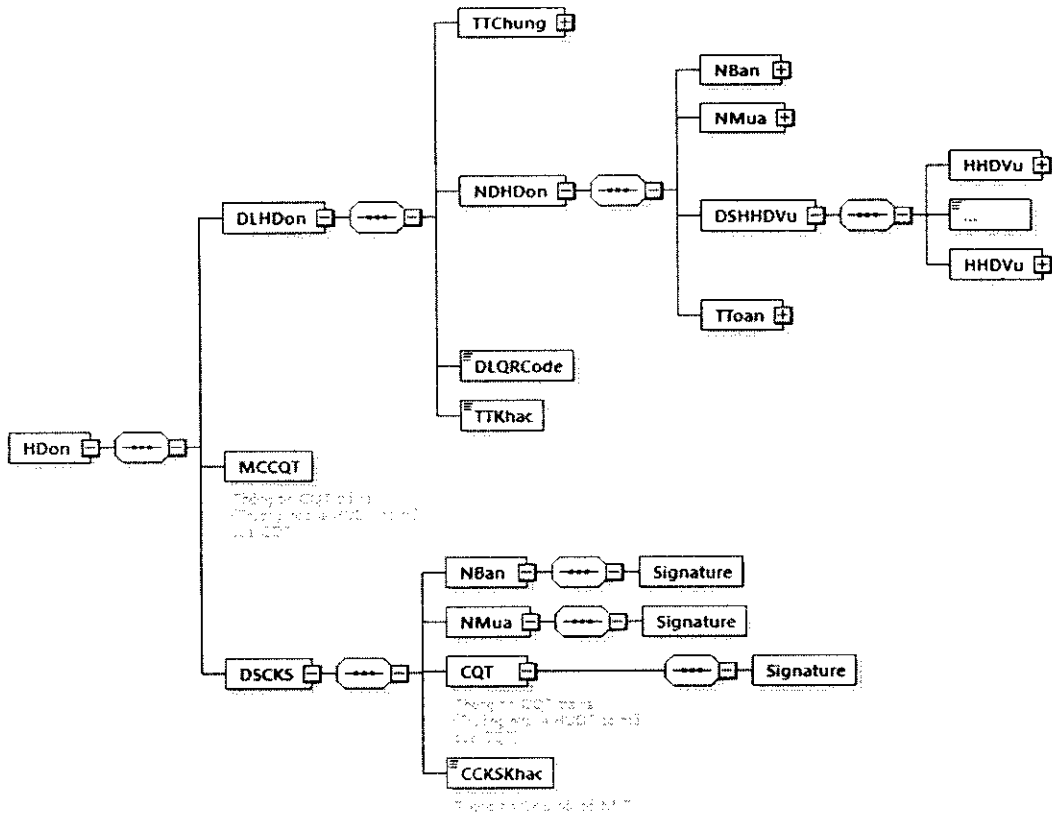 TTChung
NBan
NMua
HHDVu
NDHDon
DLHDon
DSHHDVu
...
HHDVu
TToan
DLQRCode
TTKhac
HDon
MCCQT
NBan
Signature
NMua
Signature
DSCKS
CQT
Signature
CCKSKhac